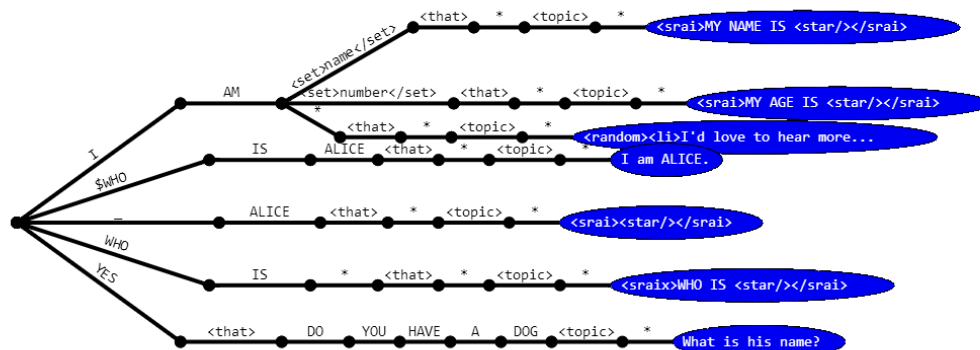 <that> * <topic> * <srai>MY NAME IS <star/></srai>
<set>name</set>
AM <set>number</set> <that> * <topic> * <srai>MY AGE IS <star/></srai>
* <that> * <topic> * <random><li>I'd love to hear more...
I
IS ALICE <that> * <topic> * I am ALICE.
$WHO
_ ALICE <that> * <topic> * <srai><star/></srai>
WHO
IS * <that> * <topic> * <sraix>WHO IS <star/></srai>
YES
<that> DO YOU HAVE A DOG <topic> * What is his name?